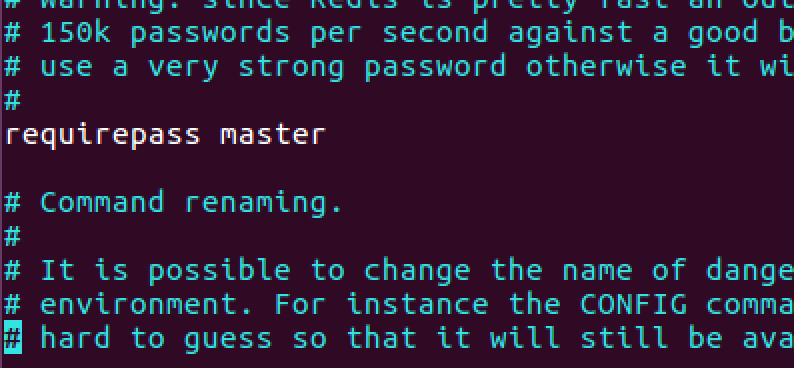 # Warning: since Redis is pretty fast an out
# 150k passwords per second against a good b
# use a very strong password otherwise it wi
#
requirepass master
# Command renaming.
#
# It is possible to change the name of dange
# environment. For instance the CONFIG comma
# hard to guess so that it will still be ava